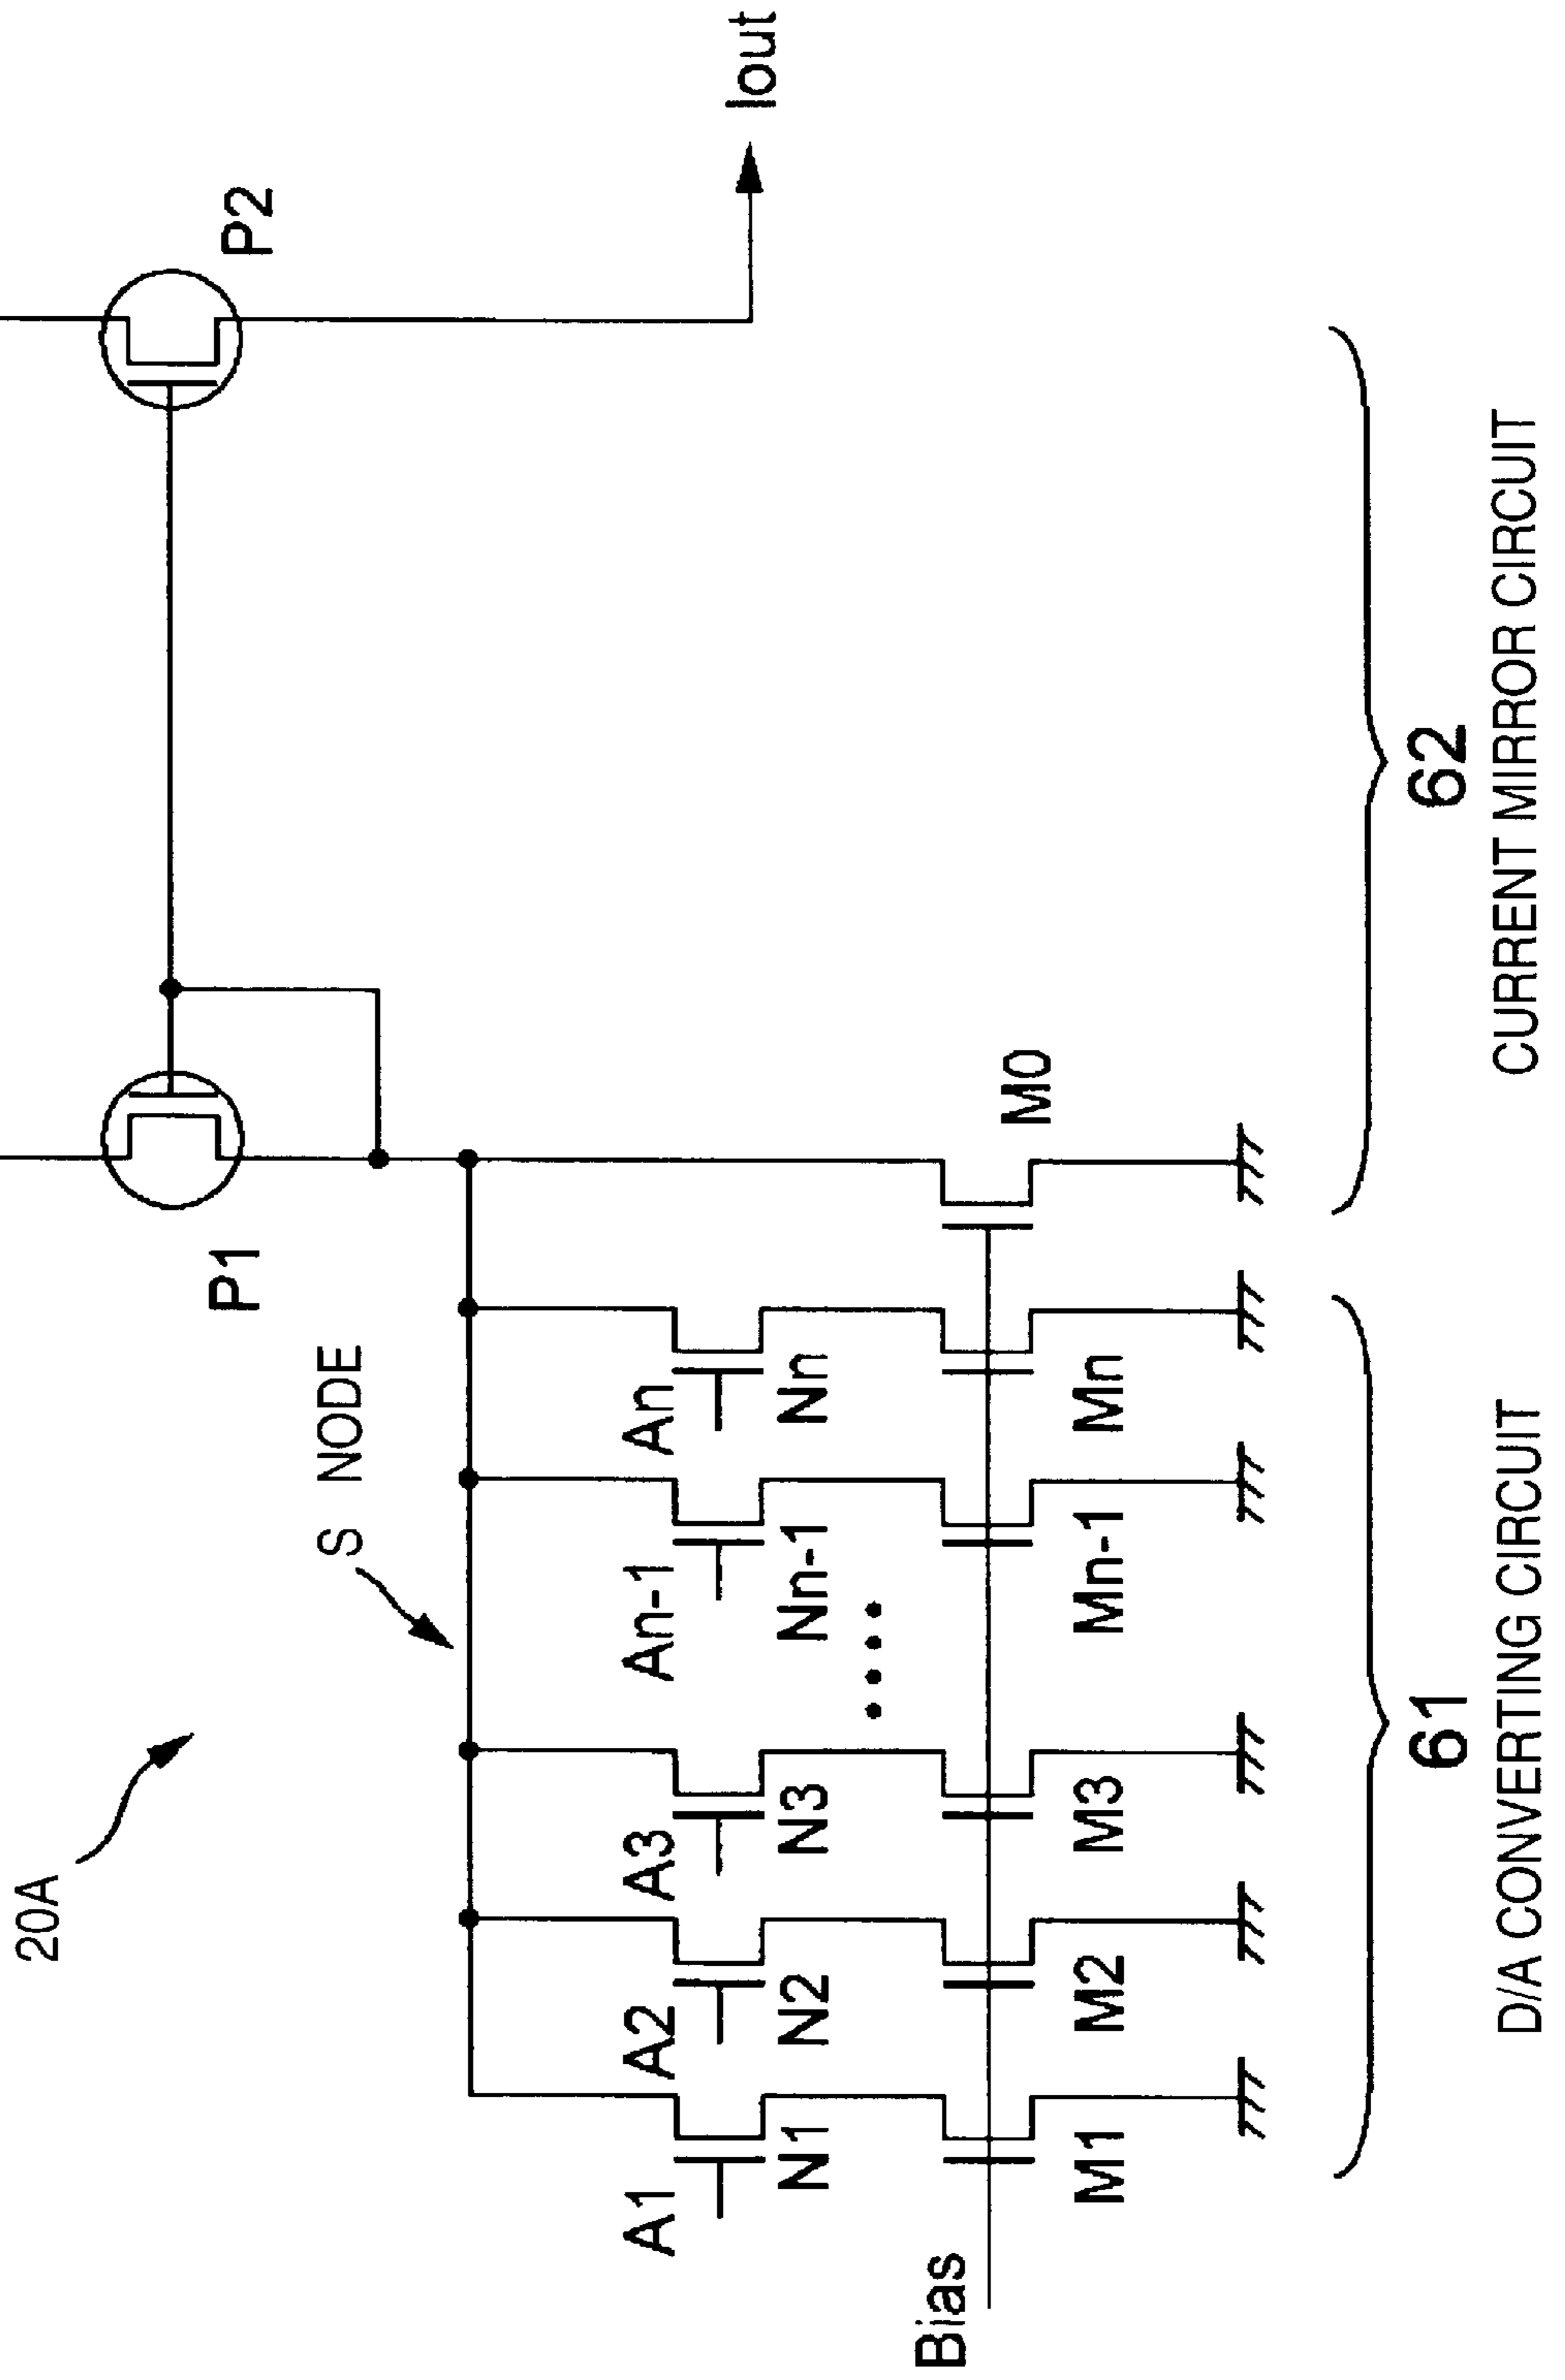 20A
P1
P2
S NODE
Iout
A1
A2
A3
An-1
An
N1
N2
N3
Nn-1
Nn
Bias
M1
M2
M3
Mn-1
Mn
M0
61
62
D/A CONVERTING CIRCUIT
CURRENT MIRROR CIRCUIT